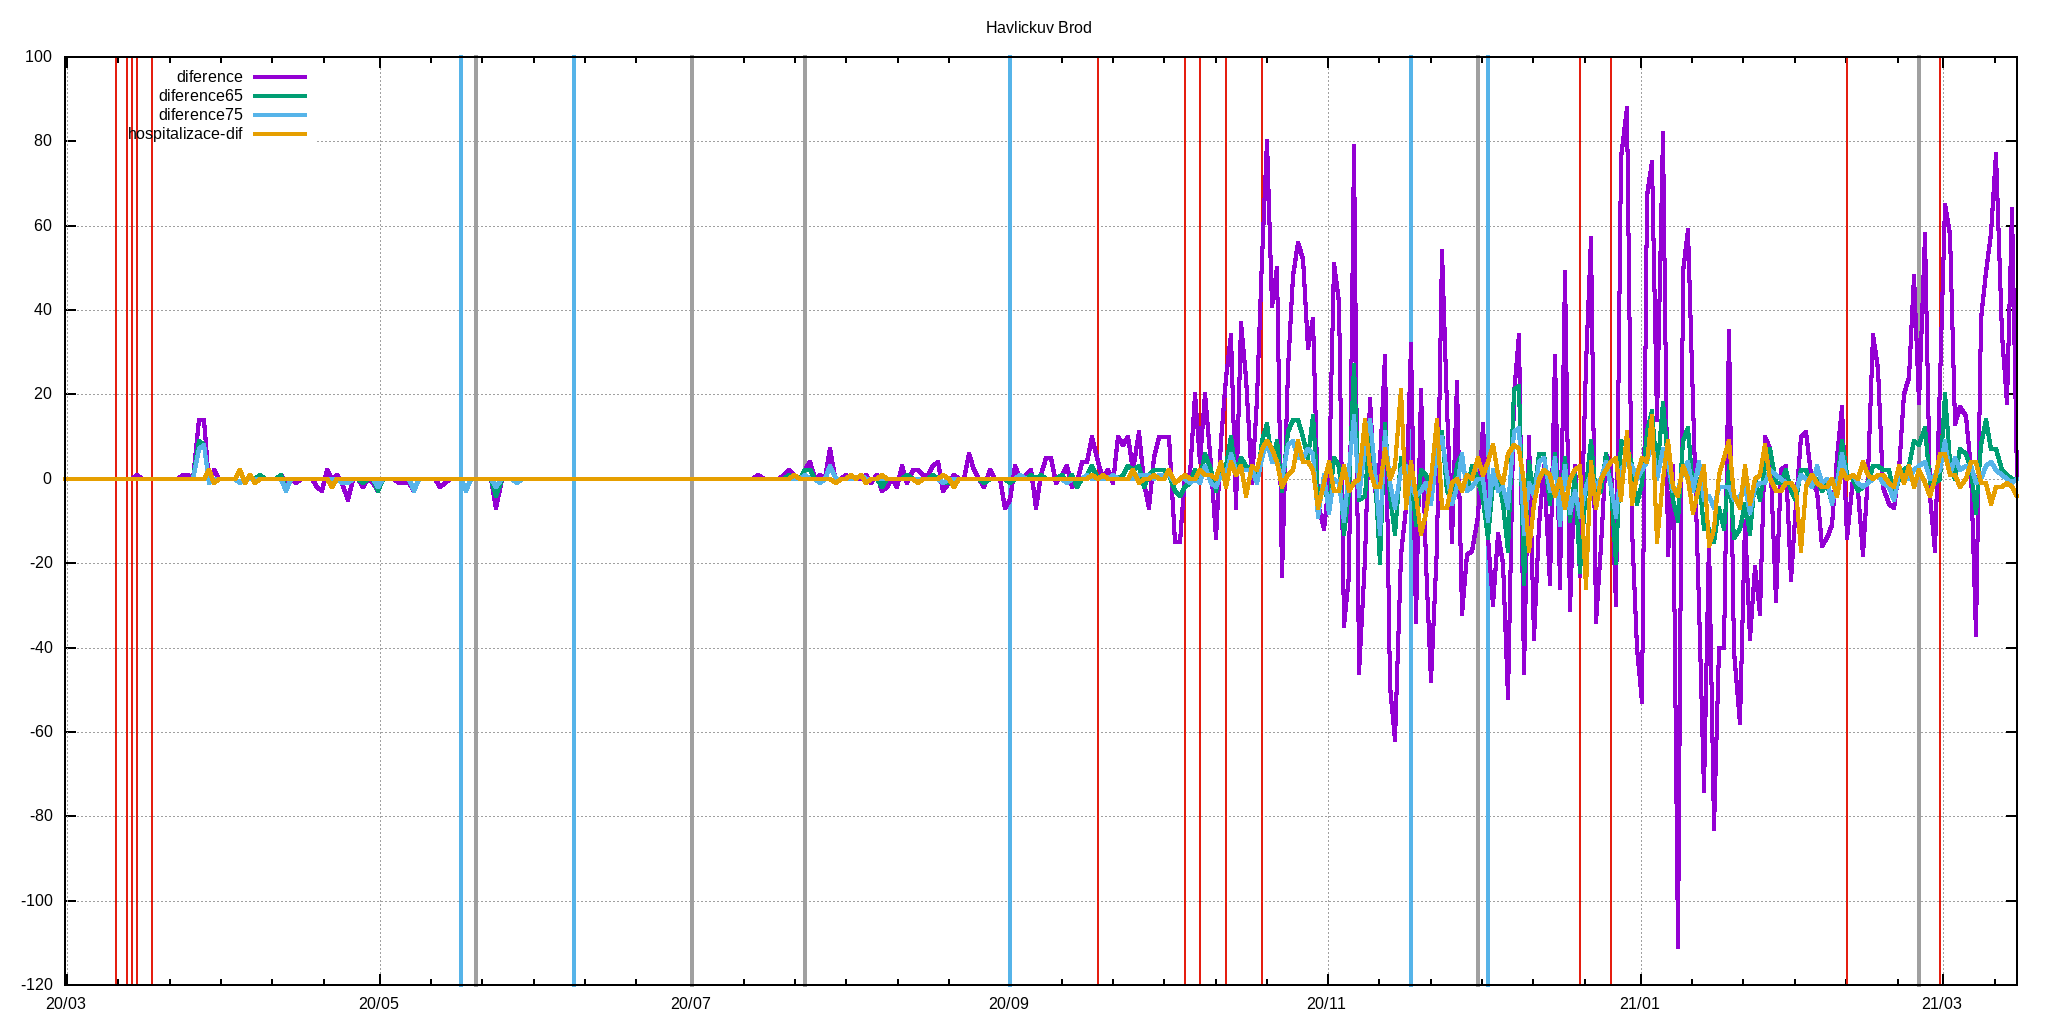 Havlickuv Brod
100
80
60
40
20
0
-20
-40
-60
-80
-100
-120
diference
diference65
diference75
hospitalizace-dif
20/03 20/05 20/07 20/09 20/11 21/01 21/03